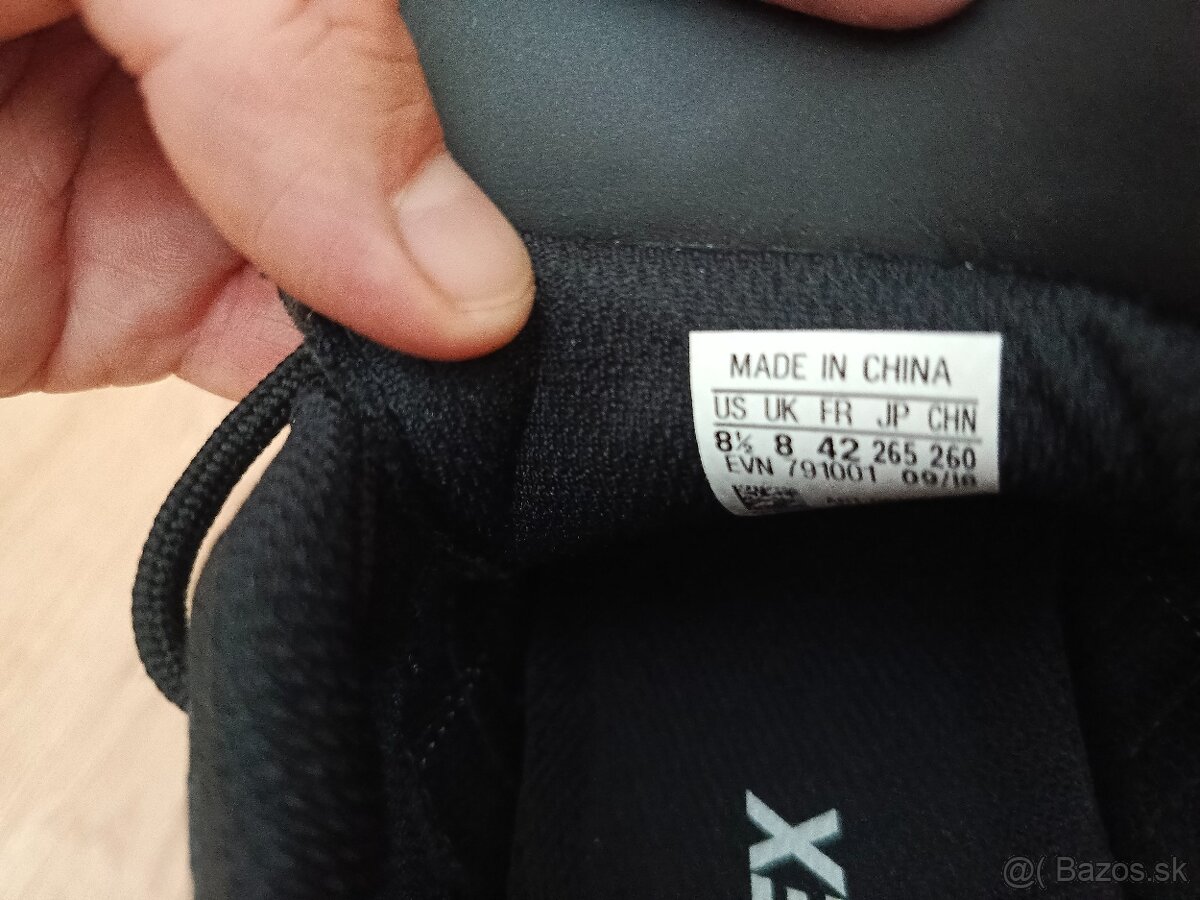 MADE IN CHINA
US UK FR JP CHN
8½ 8 42 265 260
EVN 791001 09/18
EX
@( Bazos.sk